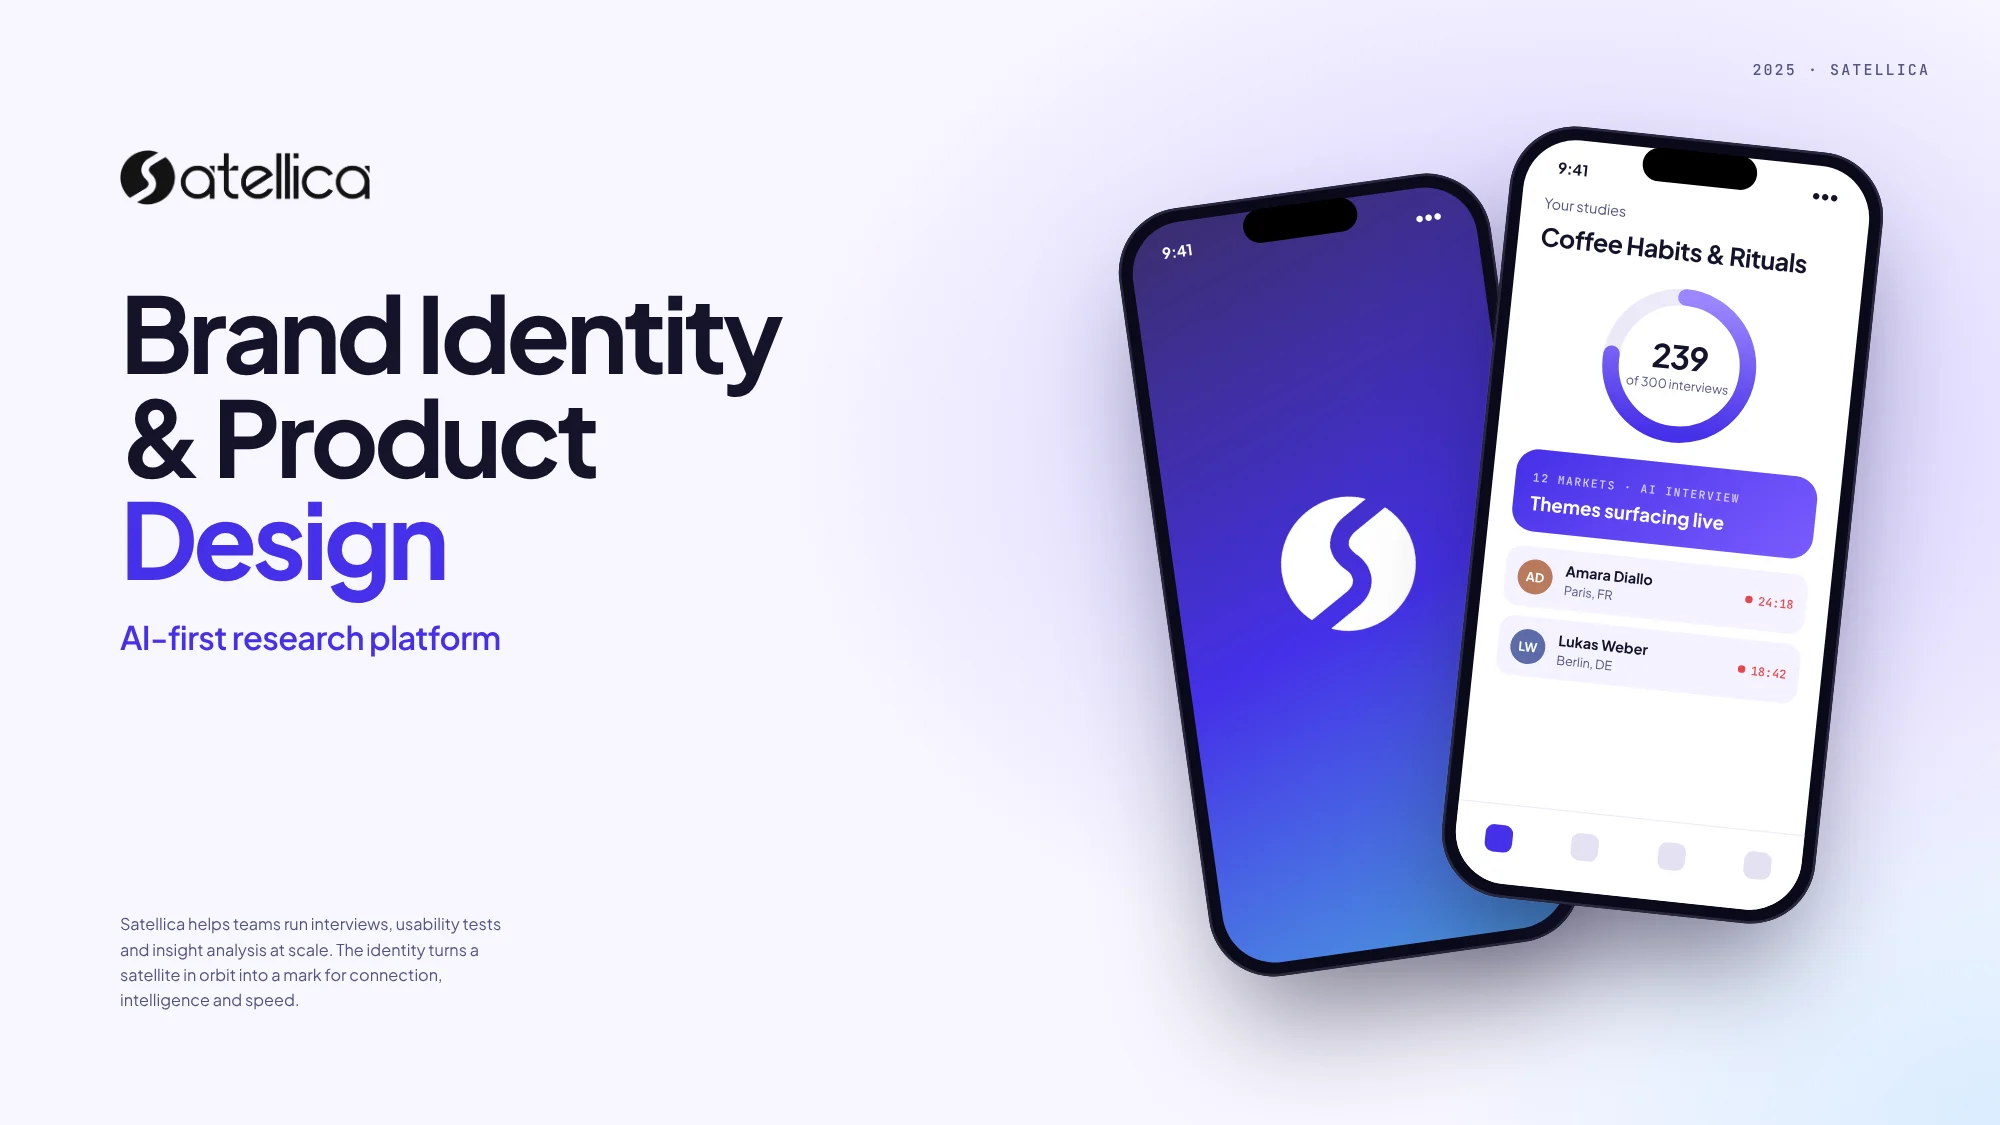 2025 · SATELLICA
Satellica
Brand Identity
& Product
Design
AI-first research platform
Satellica helps teams run interviews, usability tests
and insight analysis at scale. The identity turns a
satellite in orbit into a mark for connection,
intelligence and speed.
9:41
9:41
Your studies
Coffee Habits & Rituals
239
of 300 interviews
12 MARKETS · AI INTERVIEW
Themes surfacing live
AD
Amara Diallo
Paris, FR
24:18
LW
Lukas Weber
Berlin, DE
18:42